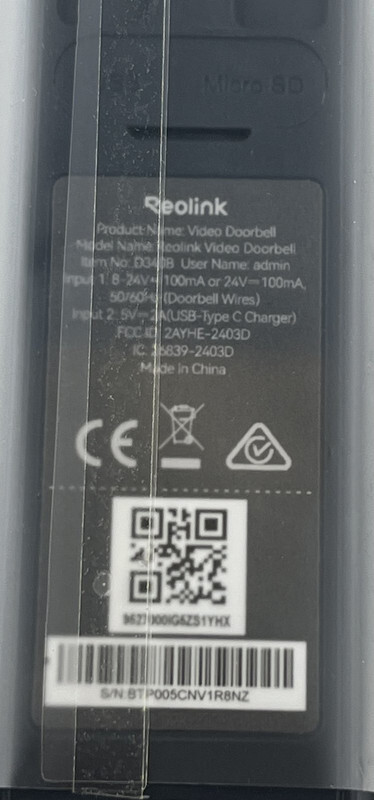 Micro SD
Reolink
Product Name: Video Doorbell
Model Name: Reolink Video Doorbell
Item No: D340B User Name: admin
Input 1: 8-24V~ 100mA or 24V⎓100mA,
50/60Hz (Doorbell Wires)
Input 2: 5V⎓2A(USB-Type C Charger)
FCC ID: 2AYHE-2403D
IC: 26839-2403D
Made in China
CE
S/N:BTP005CNV1R8NZ